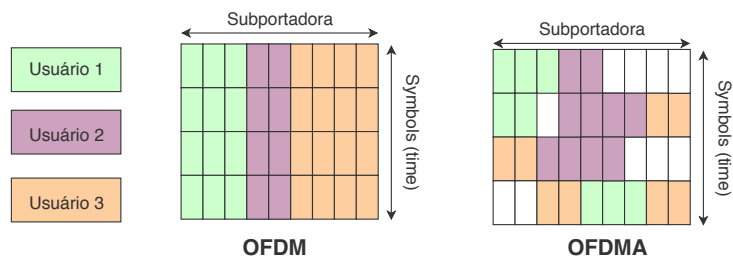 Subportadora
Subportadora
Usuário 1
Usuário 2
Usuário 3
Symbols (time)
Symbols (time)
OFDM
OFDMA